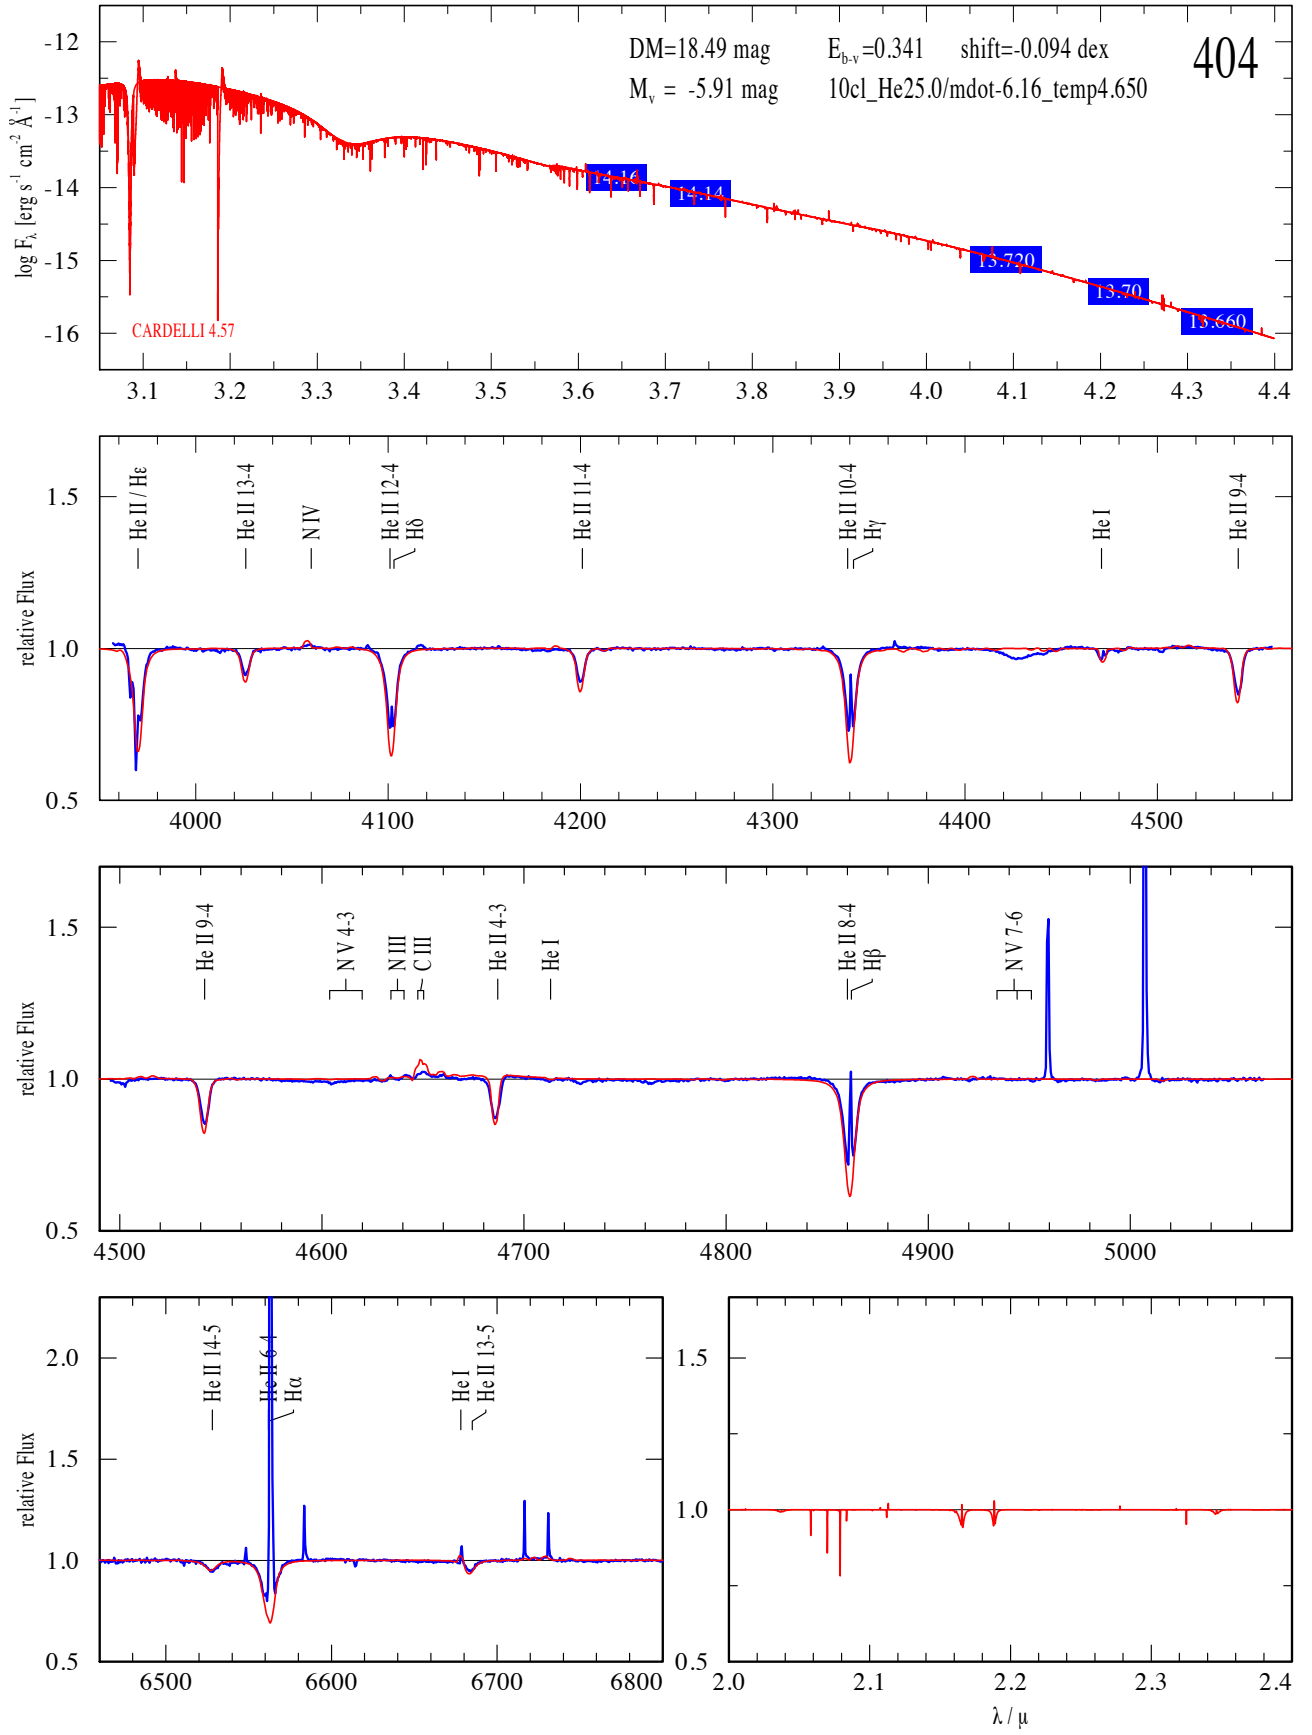 DM=18.49 mag E_b-v=0.341 shift=-0.094 dex 404
M_v = -5.91 mag 10cl_He25.0/mdot-6.16_temp4.650
log F_λ [erg s⁻¹ cm⁻² Å⁻¹]
-12
-13
-14
-15
-16
14.16
14.14
13.720
13.70
13.660
CARDELLI 4.57
3.1 3.2 3.3 3.4 3.5 3.6 3.7 3.8 3.9 4.0 4.1 4.2 4.3 4.4
relative Flux
1.5
1.0
0.5
He II / Hε
He II 13-4
N IV
He II 12-4
Hδ
He II 11-4
He II 10-4
Hγ
He I
He II 9-4
4000 4100 4200 4300 4400 4500
relative Flux
1.5
1.0
0.5
He II 9-4
N V 4-3
N III
C III
He II 4-3
He I
He II 8-4
Hβ
N V 7-6
4500 4600 4700 4800 4900 5000
relative Flux
2.0
1.5
1.0
0.5
He II 14-5
He II 6-4
Hα
He I
He II 13-5
6500 6600 6700 6800
1.5
1.0
0.5
2.0 2.1 2.2 2.3 2.4
λ / μ